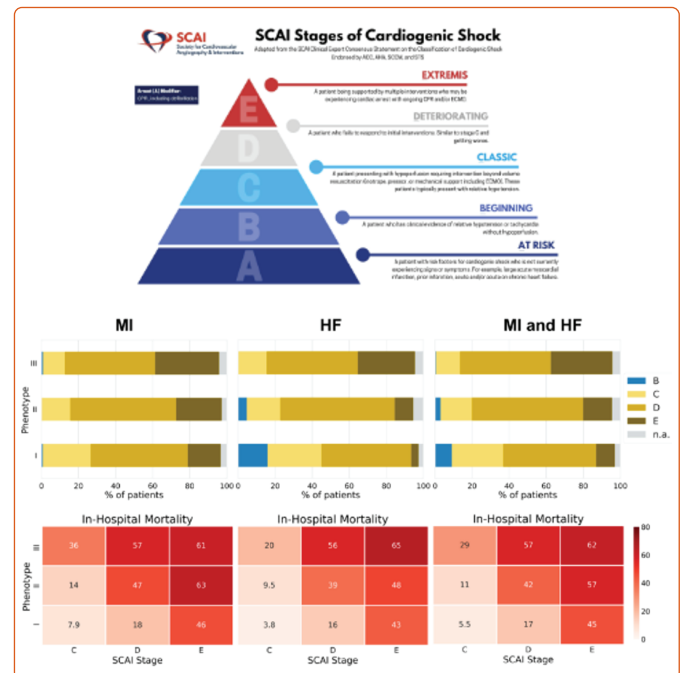 SCAI
Society for Cardiovascular
Angiography & Interventions
SCAI Stages of Cardiogenic Shock
Adapted from the SCAI Clinical Expert Consensus Statement on the Classification of Cardiogenic Shock
Endorsed by ACC, AHA, SCCM, and STS
Arrest (A) Modifier:
CPR, including defibrillation
EXTREMIS
A patient being supported by multiple interventions who may be
experiencing cardiac arrest with ongoing CPR and/or ECMO.
E
DETERIORATING
A patient who fails to respond to initial interventions. Similar to stage C and
getting worse.
D
CLASSIC
A patient presenting with hypoperfusion requiring intervention beyond volume
resuscitation (inotrope, pressor, or mechanical support including ECMO). These
patients typically present with relative hypotension.
C
BEGINNING
A patient who has clinical evidence of relative hypotension or tachycardia
without hypoperfusion.
B
AT RISK
A patient with risk factors for cardiogenic shock who is not currently
experiencing signs or symptoms. For example, large acute myocardial
infarction, prior infarction, acute and/or acute on chronic heart failure.
A
MI HF MI and HF
Phenotype
III
II
I
0 20 40 60 80 100 0 20 40 60 80 100 0 20 40 60 80 100
% of patients % of patients % of patients
B
C
D
E
n.a.
In-Hospital Mortality In-Hospital Mortality In-Hospital Mortality
Phenotype
III 36 57 61 20 56 65 29 57 62
II 14 47 63 9.5 39 48 11 42 57
I 7.9 18 46 3.8 16 43 5.5 17 45
C D E C D E C D E
SCAI Stage SCAI Stage SCAI Stage
80
60
40
20
0